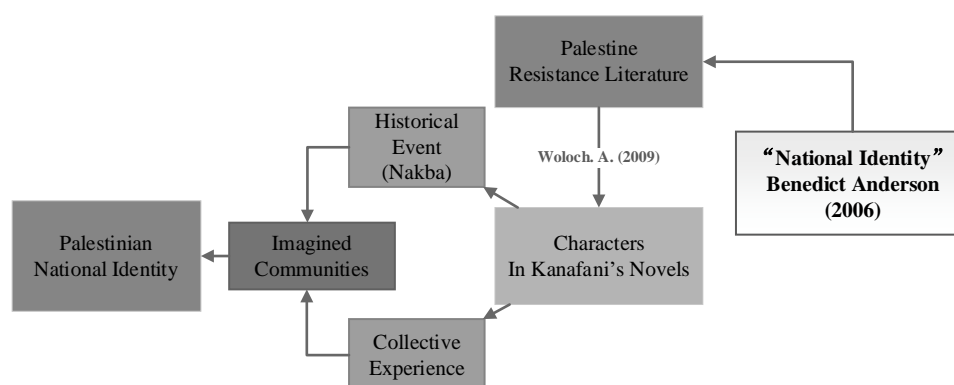 Palestine
Resistance Literature
Historical
Event
(Nakba)
Woloch. A. (2009)
“National Identity”
Benedict Anderson
(2006)
Palestinian
National Identity
Imagined
Communities
Characters
In Kanafani’s Novels
Collective
Experience